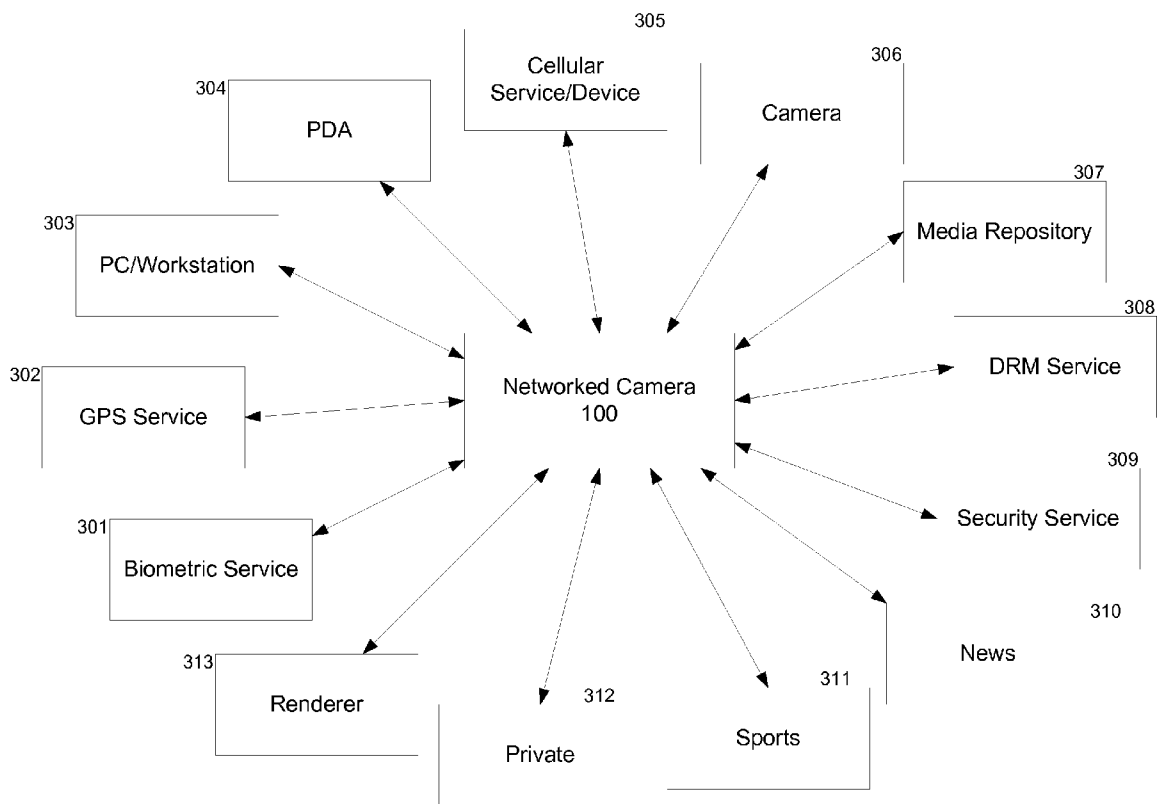 305
Cellular
Service/Device
306
Camera
304
PDA
307
Media Repository
303
PC/Workstation
308
DRM Service
302
GPS Service
Networked Camera
100
309
Security Service
301
Biometric Service
310
News
313
Renderer
312
Private
311
Sports